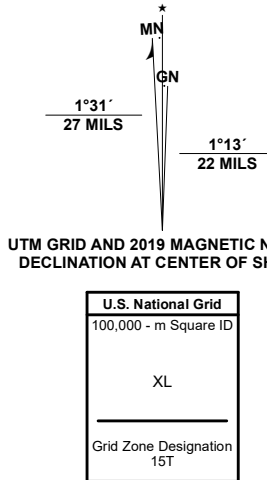 MN
GN
1°31´
27 MILS
1°13´
22 MILS
UTM GRID AND 2019 MAGNETIC
DECLINATION AT CENTER OF
U.S. National Grid
100,000 - m Square ID
XL
Grid Zone Designation
15T